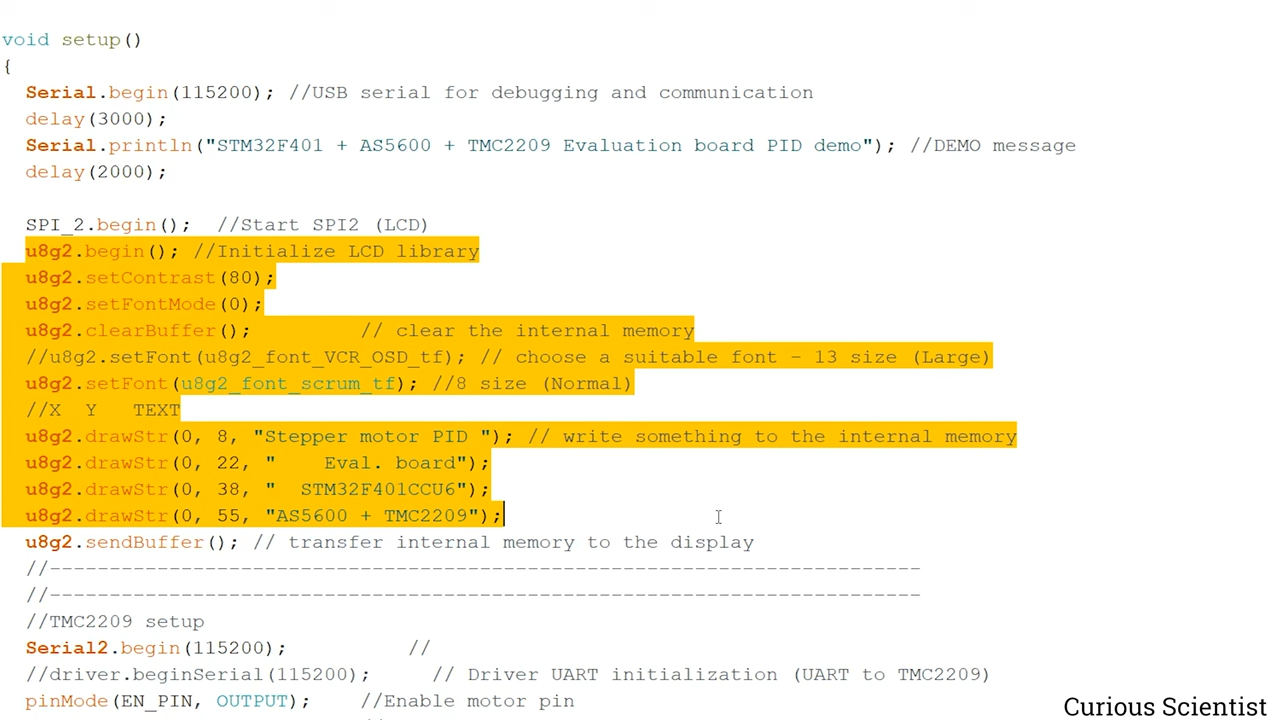 void setup()
{
Serial.begin(115200); //USB serial for debugging and communication
delay(3000);
Serial.println("STM32F401 + AS5600 + TMC2209 Evaluation board PID demo"); //DEMO message
delay(2000);
SPI_2.begin(); //Start SPI2 (LCD)
u8g2.begin(); //Initialize LCD library
u8g2.setContrast(80);
u8g2.setFontMode(0);
u8g2.clearBuffer(); // clear the internal memory
//u8g2.setFont(u8g2_font_VCR_OSD_tf); // choose a suitable font - 13 size (Large)
u8g2.setFont(u8g2_font_scrum_tf); //8 size (Normal)
//X Y TEXT
u8g2.drawStr(0, 8, "Stepper motor PID "); // write something to the internal memory
u8g2.drawStr(0, 22, "    Eval. board");
u8g2.drawStr(0, 38, "  STM32F401CCU6");
u8g2.drawStr(0, 55, "AS5600 + TMC2209");
u8g2.sendBuffer(); // transfer internal memory to the display
//-------------------------------------------------------------------------
//-------------------------------------------------------------------------
//TMC2209 setup
Serial2.begin(115200); //
//driver.beginSerial(115200); // Driver UART initialization (UART to TMC2209)
pinMode(EN_PIN, OUTPUT); //Enable motor pin
Curious Scientist